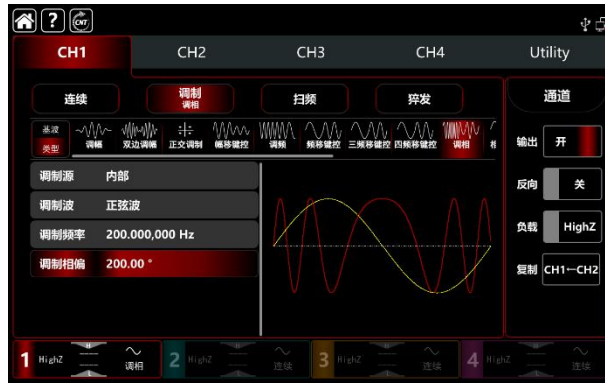 ? CNT
CH1 CH2 CH3 CH4 Utility
连续 调制 扫频 猝发 通道
调相
基波
类型 调幅 双边调幅 正交调制 幅移键控 调频 频移键控 三频移键控 四频移键控 调相
输出 开
调制源 内部
反向 关
调制波 正弦波
负载 HighZ
调制频率 200.000,000 Hz
调制相偏 200.00 °
复制 CH1←CH2
1 HighZ 调相 2 HighZ 连续 3 HighZ 连续 4 HighZ 连续